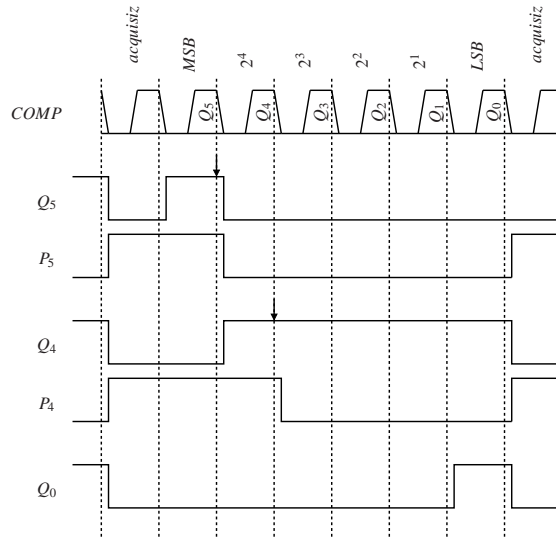 acquisiz MSB 2⁴ 2³ 2² 2¹ LSB acquisiz
COMP Q₅ Q₄ Q₃ Q₂ Q₁ Q₀
Q₅
P₅
Q₄
P₄
Q₀